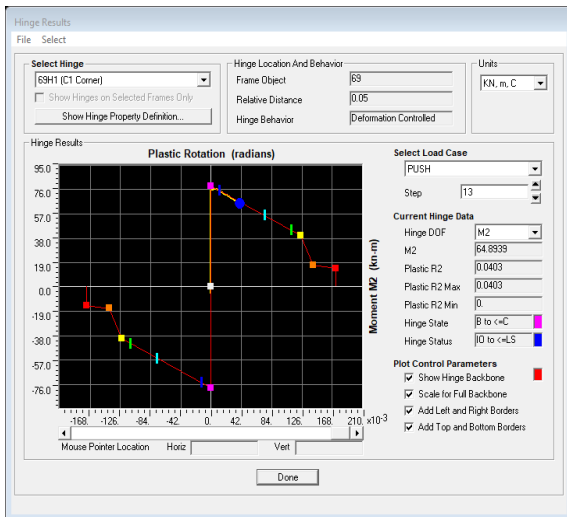 Hinge Results
File Select
Select Hinge
69H1 (C1 Corner)
Show Hinges on Selected Frames Only
Show Hinge Property Definition...
Hinge Location And Behavior
Frame Object 69
Relative Distance 0.05
Hinge Behavior Deformation Controlled
Units
KN, m, C
Hinge Results
Plastic Rotation (radians)
95.0
76.0
57.0
38.0
19.0
0.0
-19.0
-38.0
-57.0
-76.0
Moment M2 (kn-m)
-168. -126. -84. -42. 0. 42. 84. 126. 168. 210. x10-3
Mouse Pointer Location Horiz Vert
Select Load Case
PUSH
Step 13
Current Hinge Data
Hinge DOF M2
M2 64.8939
Plastic R2 0.0403
Plastic R2 Max 0.0403
Plastic R2 Min 0.
Hinge State B to <=C
Hinge Status IO to <=LS
Plot Control Parameters
Show Hinge Backbone
Scale for Full Backbone
Add Left and Right Borders
Add Top and Bottom Borders
Done